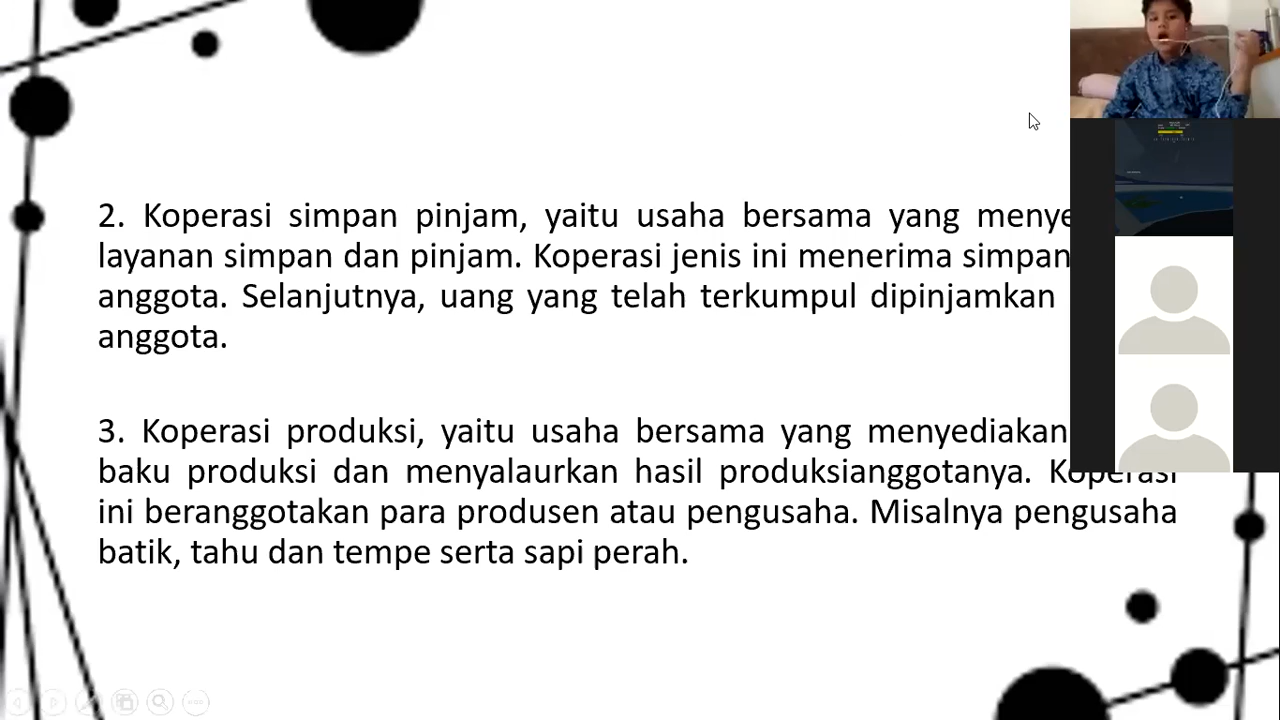 2. Koperasi simpan pinjam, yaitu usaha bersama yang
layanan simpan dan pinjam. Koperasi jenis ini menerima
anggota. Selanjutnya, uang yang telah terkumpul dipinjamkan
anggota.
3. Koperasi produksi, yaitu usaha bersama yang menyediakan
baku produksi dan menyalaurkan hasil produksianggotanya. Koperasi
ini beranggotakan para produsen atau pengusaha. Misalnya pengusaha
batik, tahu dan tempe serta sapi perah.